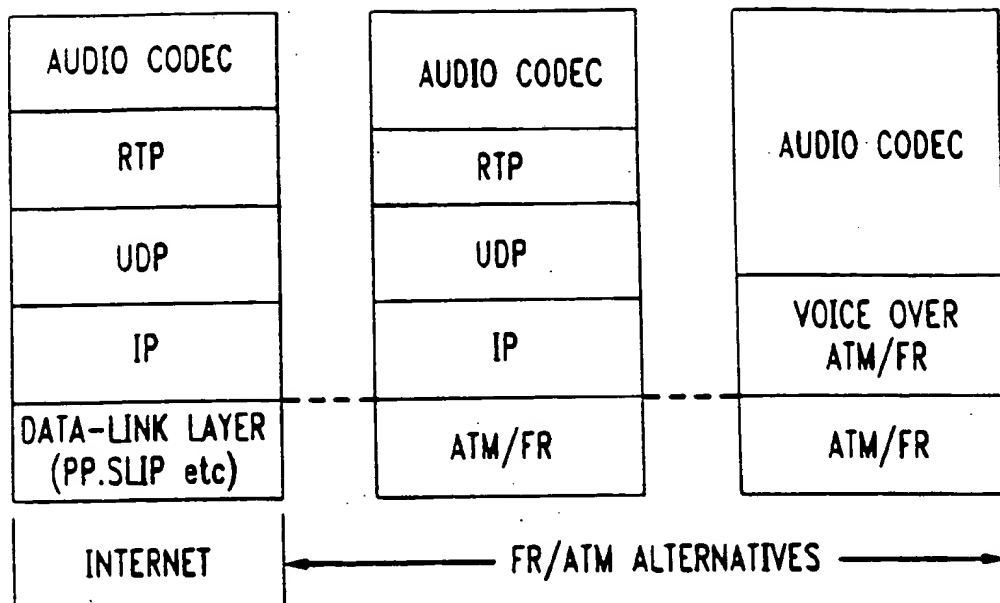 AUDIO CODEC
RTP
UDP
IP
DATA-LINK LAYER
(PP.SLIP etc)
INTERNET
AUDIO CODEC
RTP
UDP
IP
ATM/FR
AUDIO CODEC
VOICE OVER
ATM/FR
ATM/FR
FR/ATM ALTERNATIVES